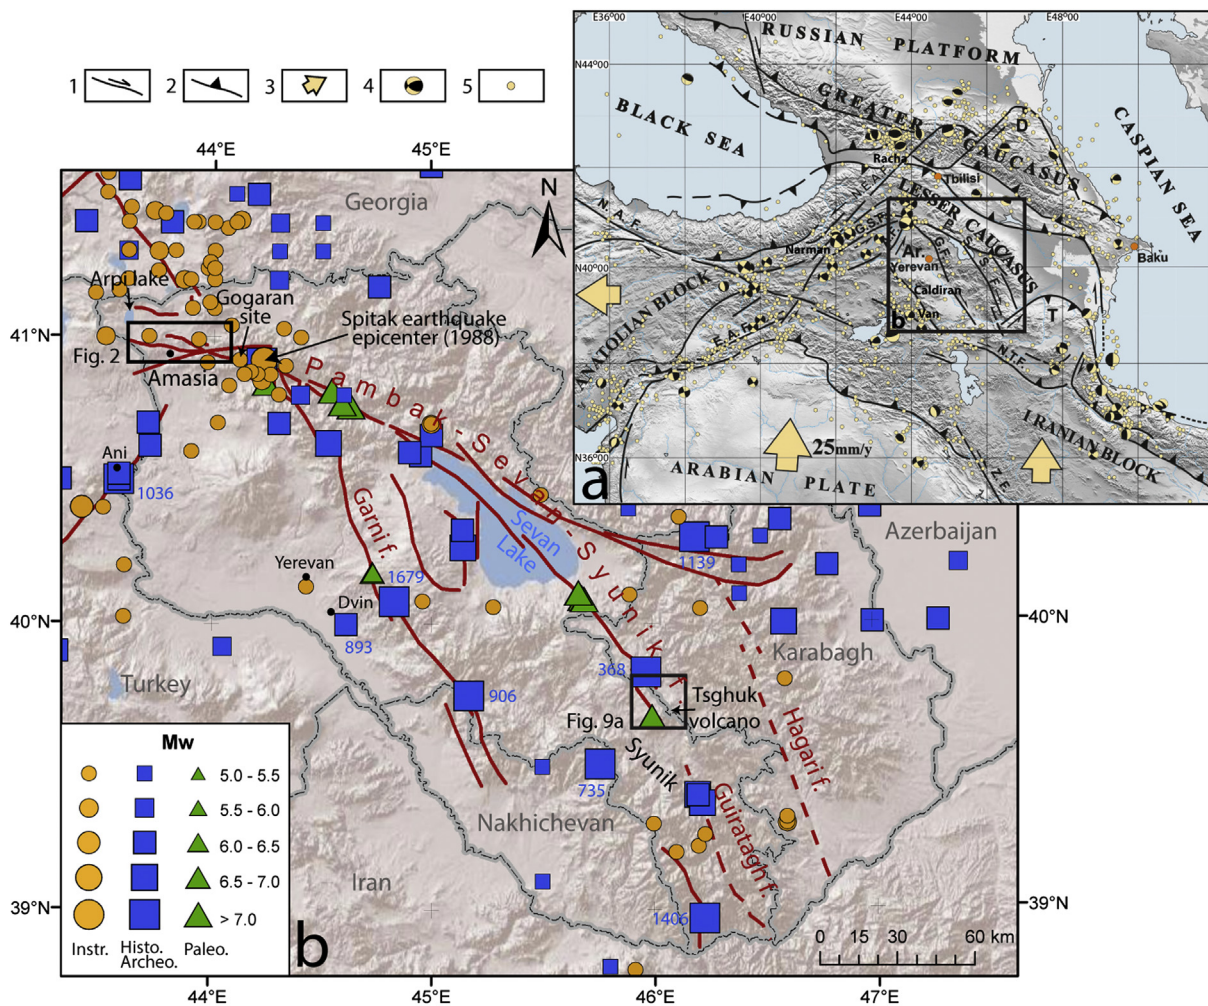 1
2
3
4
5
E36°00
E40°00
E44°00
E48°00
N44°00
N40°00
N36°00
RUSSIAN PLATFORM
BLACK SEA
GREATER CAUCASUS
CASPIAN SEA
D
Racha
Tbilisi
LESSER CAUCASUS
N.A.F.
Narman
G.S.F.
Ar.
Yerevan
Baku
Caldiran
Van
b
T
ANATOLIAN BLOCK
E.A.F.
N.T.F.
IRANIAN BLOCK
25mm/y
ARABIAN PLATE
a
44°E
45°E
N
Georgia
Arpi lake
Gogaran
site
Spitak earthquake
epicenter (1988)
41°N
Fig. 2
Amasia
Pambak-Sevan-Syunik f.
Ani
1036
Garni f.
Sevan
Lake
1139
Azerbaijan
Yerevan
1679
Dvin
893
40°N
40°N
Karabagh
368
Turkey
906
Fig. 9a
Tsghuk
volcano
Hagari f.
Syunik
735
Guiratagh f.
Nakhichevan
Iran
1406
39°N
39°N
Mw
5.0 - 5.5
5.5 - 6.0
6.0 - 6.5
6.5 - 7.0
> 7.0
Instr.
Histo.
Archeo.
Paleo.
b
0 15 30 60 km
44°E
45°E
46°E
47°E